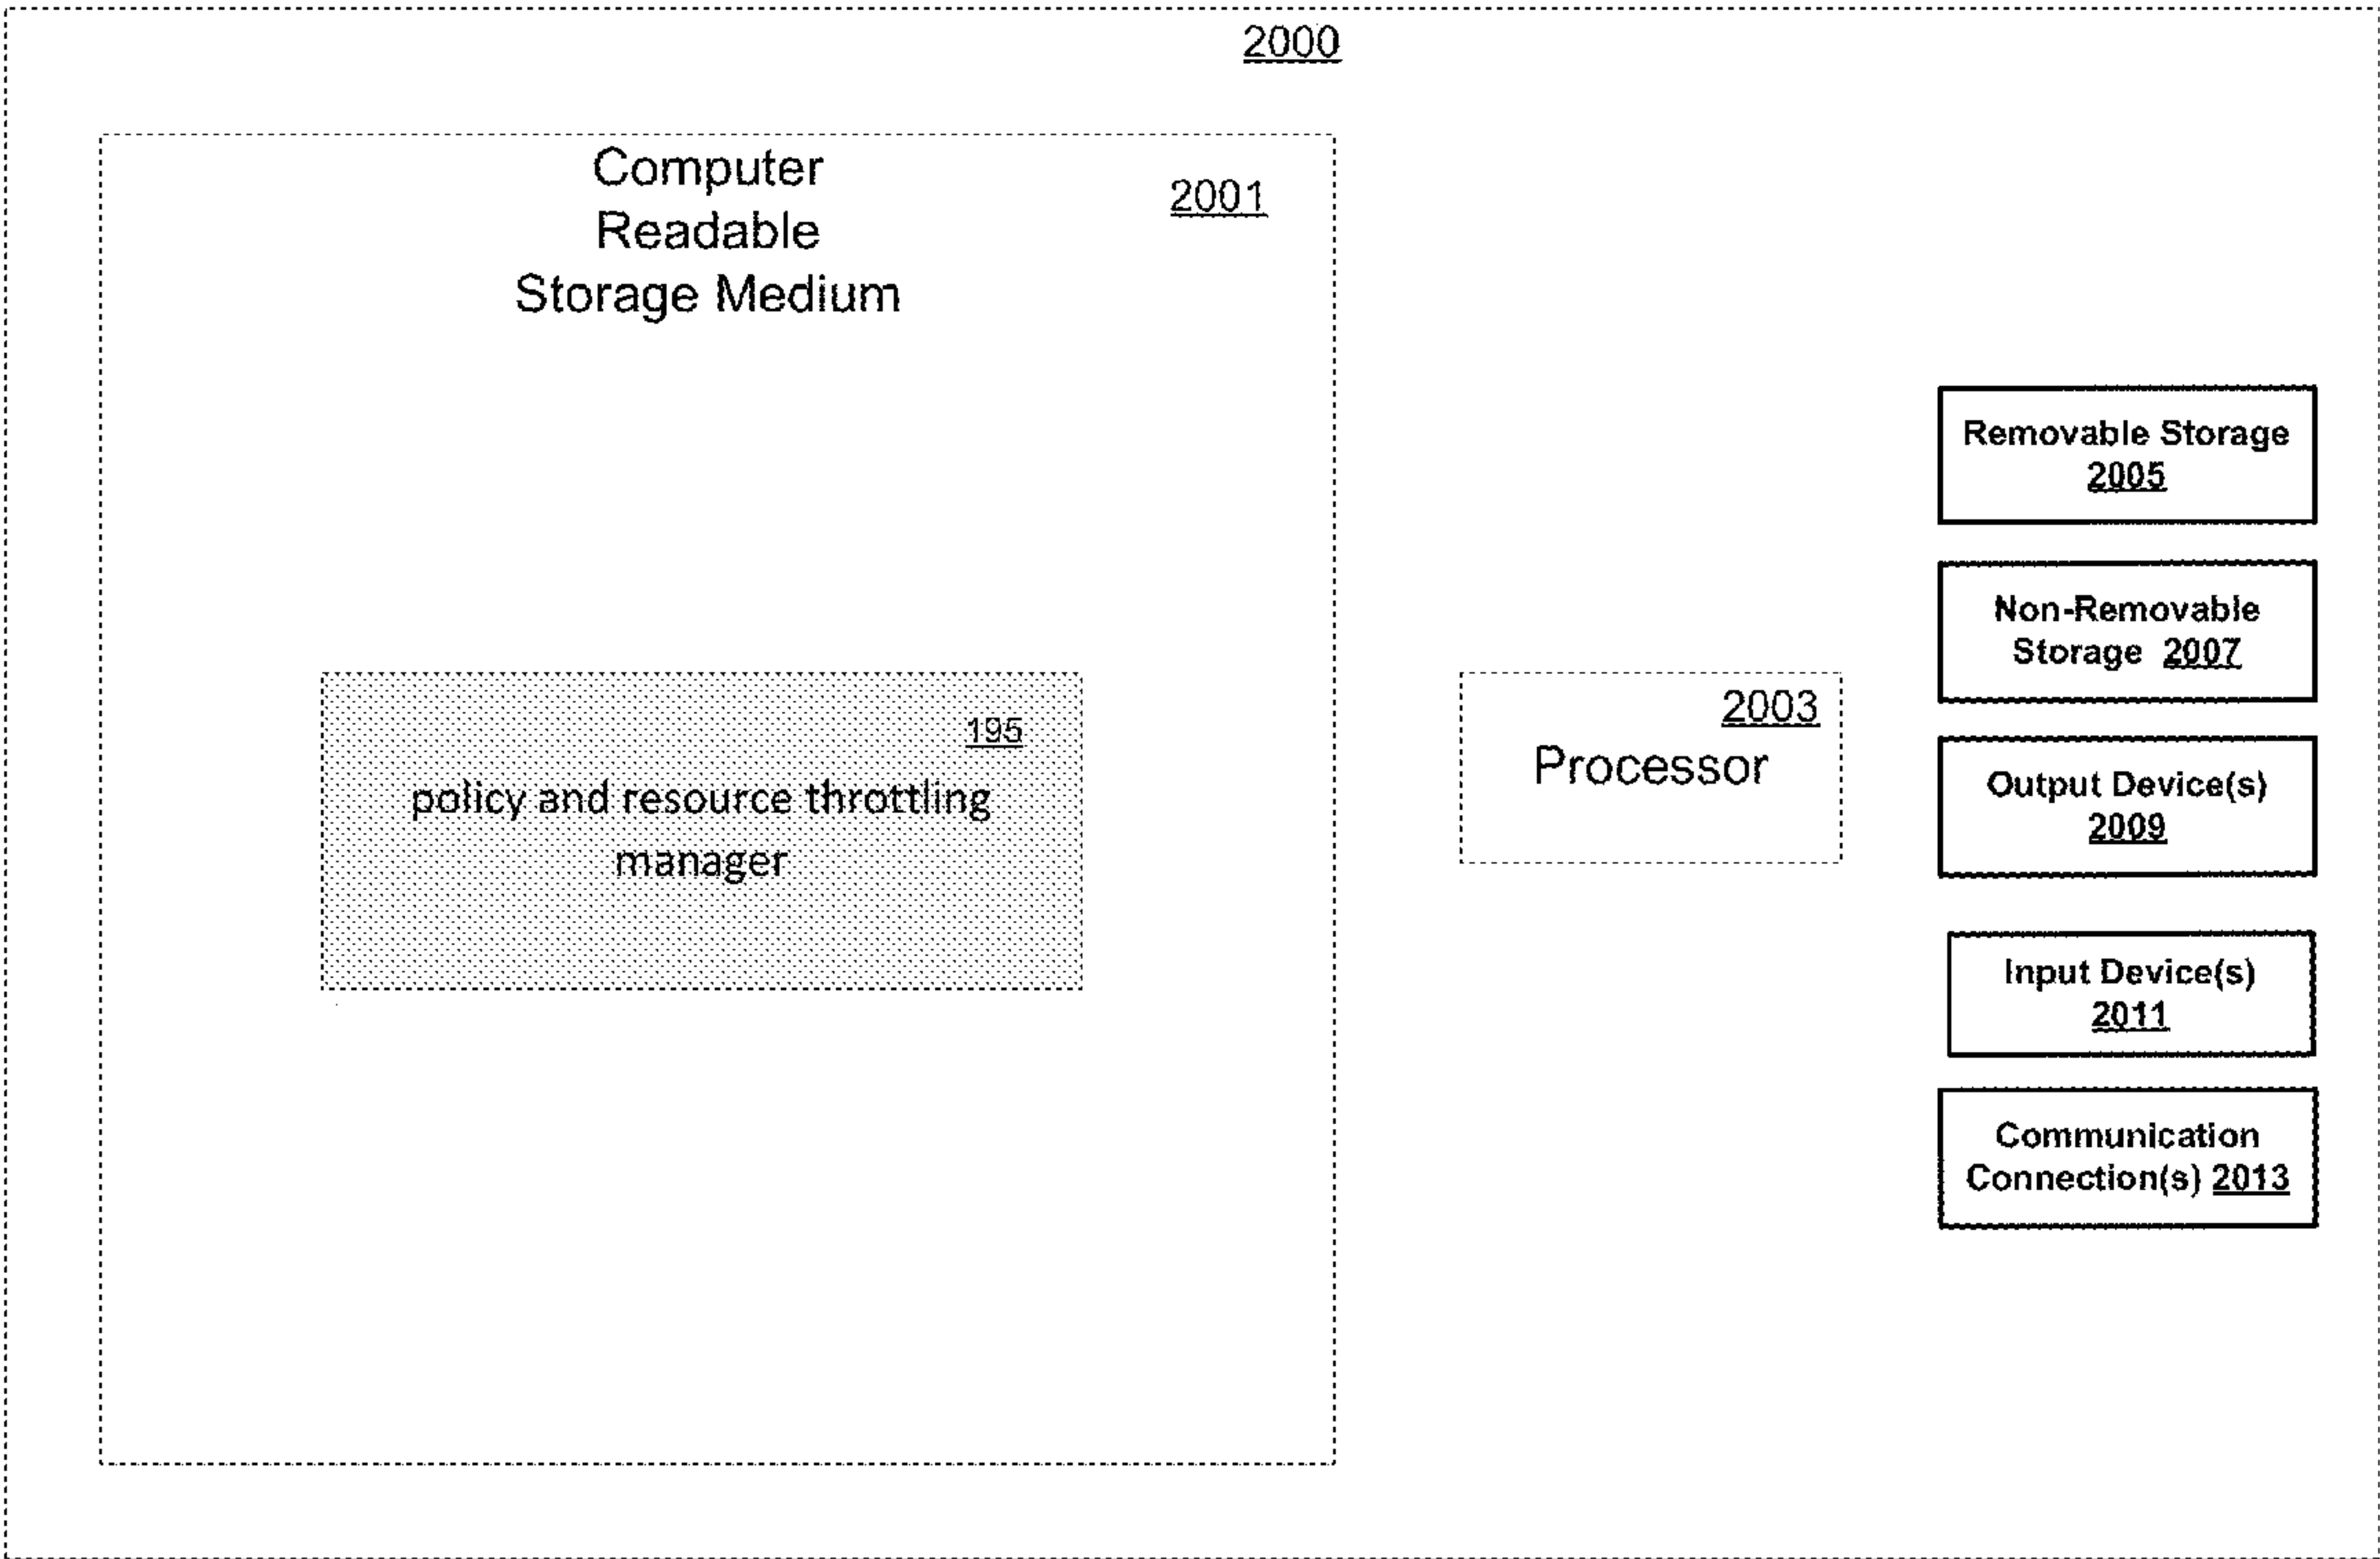 2000
Computer
Readable
Storage Medium
2001
195
policy and resource throttling
manager
2003
Processor
Removable Storage
2005
Non-Removable
Storage 2007
Output Device(s)
2009
Input Device(s)
2011
Communication
Connection(s) 2013